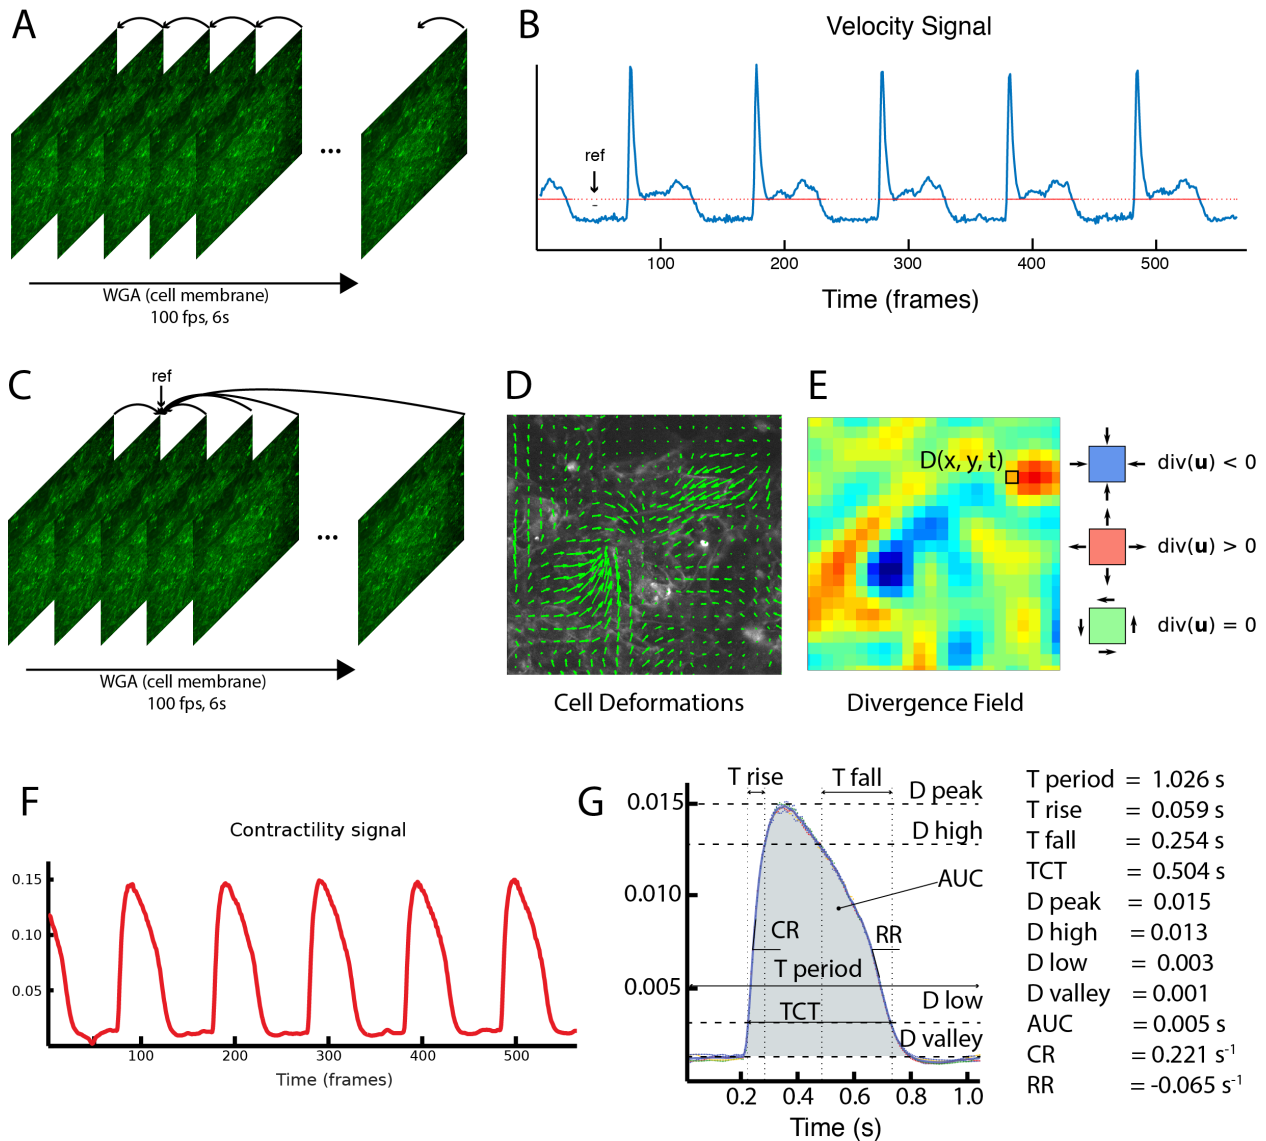 A
...
WGA (cell membrane)
100 fps, 6s
B
Velocity Signal
ref
100
200
300
400
500
Time (frames)
C
ref
...
WGA (cell membrane)
100 fps, 6s
D
Cell Deformations
E
D(x, y, t)
Divergence Field
div(u) < 0
div(u) > 0
div(u) = 0
F
Contractility signal
0.15
0.10
0.05
100
200
300
400
500
Time (frames)
G
T rise
T fall
D peak
0.015
D high
AUC
0.010
CR
RR
T period
0.005
D low
TCT
D valley
0.2
0.4
0.6
0.8
1.0
Time (s)
T period = 1.026 s
T rise = 0.059 s
T fall = 0.254 s
TCT = 0.504 s
D peak = 0.015
D high = 0.013
D low = 0.003
D valley = 0.001
AUC = 0.005 s
CR = 0.221 s⁻¹
RR = -0.065 s⁻¹